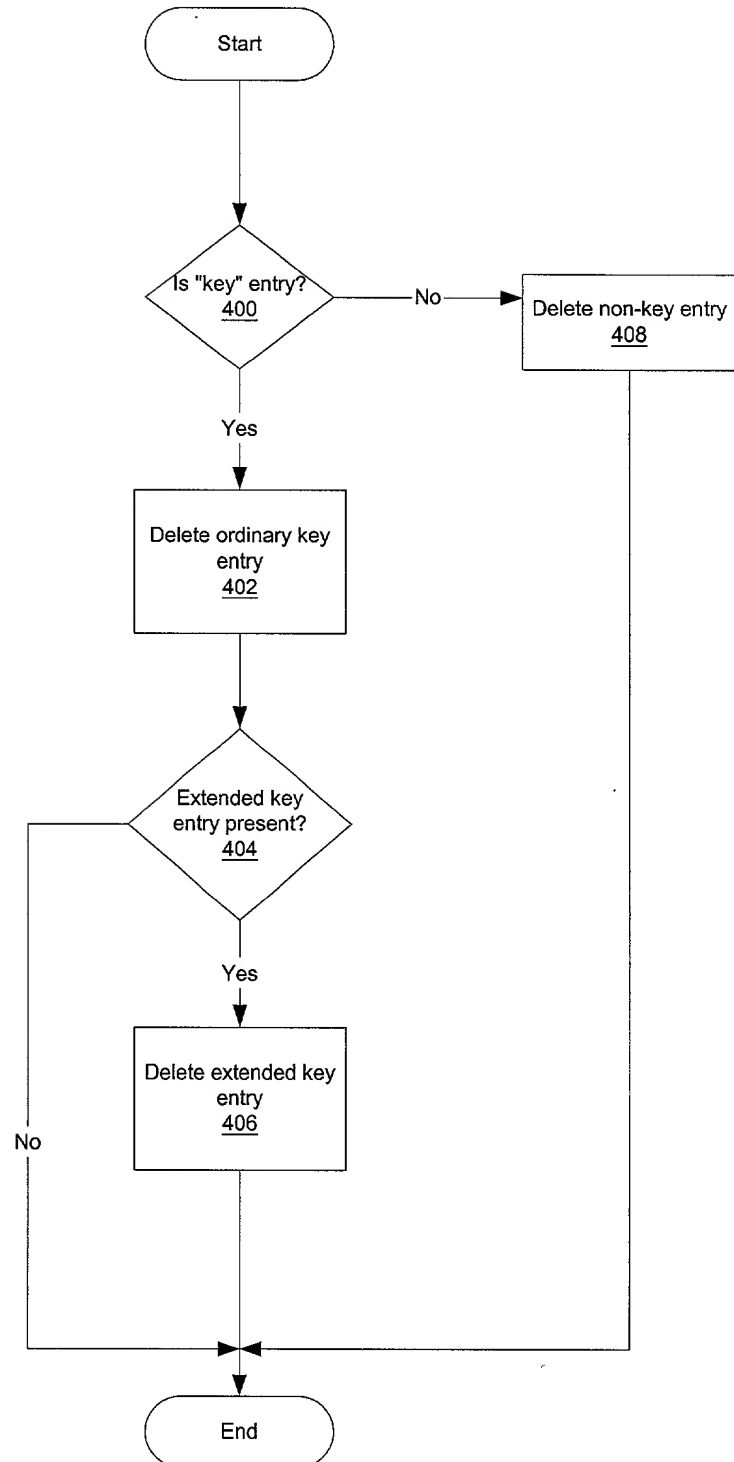 Start
Is "key" entry?
400
No
Delete non-key entry
408
Yes
Delete ordinary key
entry
402
Extended key
entry present?
404
Yes
Delete extended key
entry
406
No
End